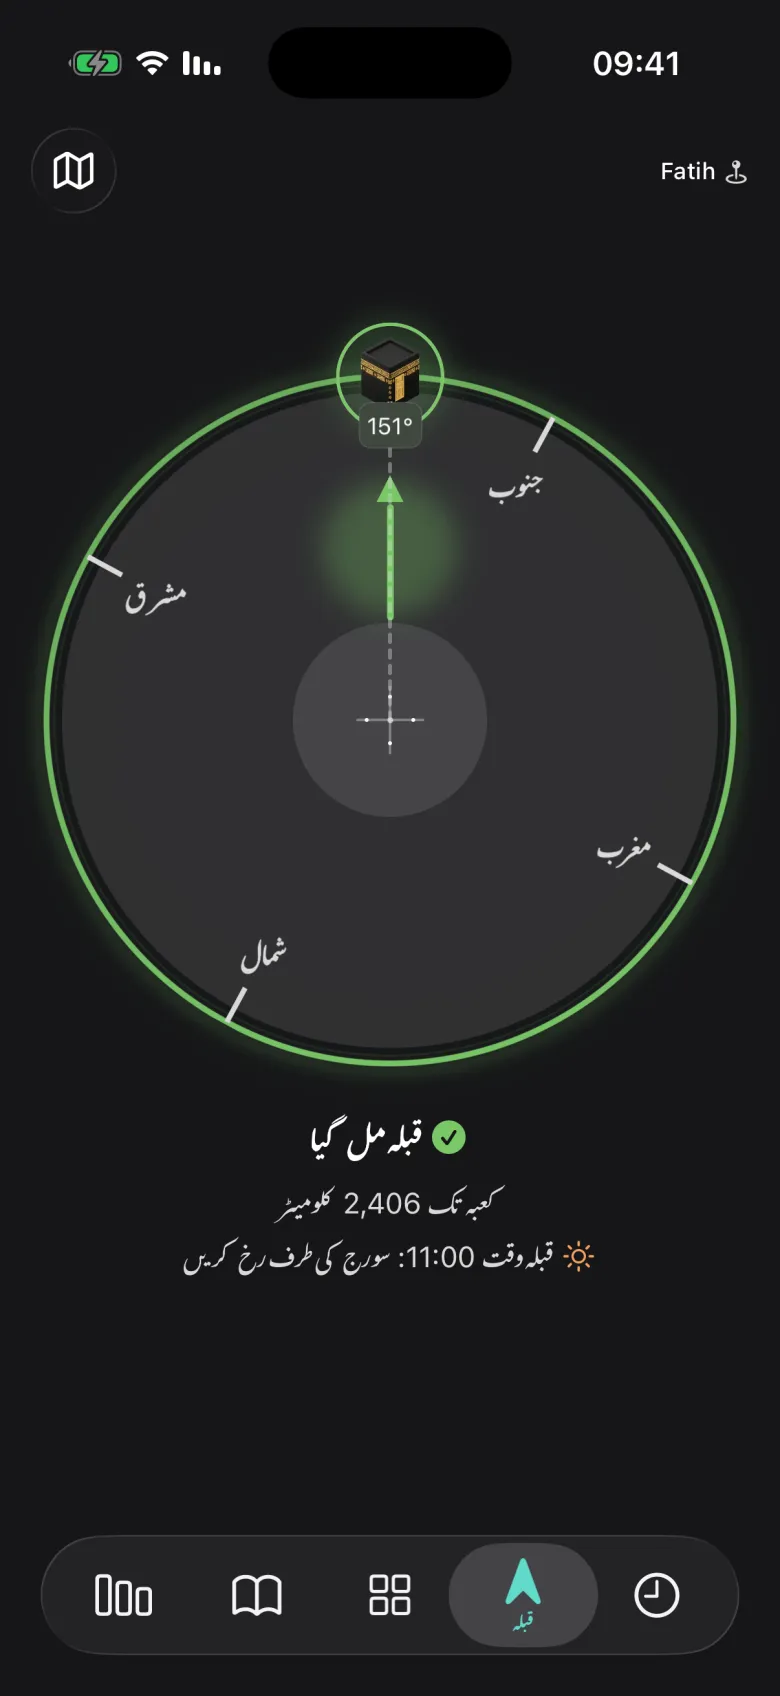 09:41
Fatih
151°
جنوب
مشرق
مغرب
شمال
قبلہ مل گیا
کعبہ تک 2,406 کلومیٹر
قبلہ وقت 11:00: سورج کی طرف رخ کریں
قبلہ